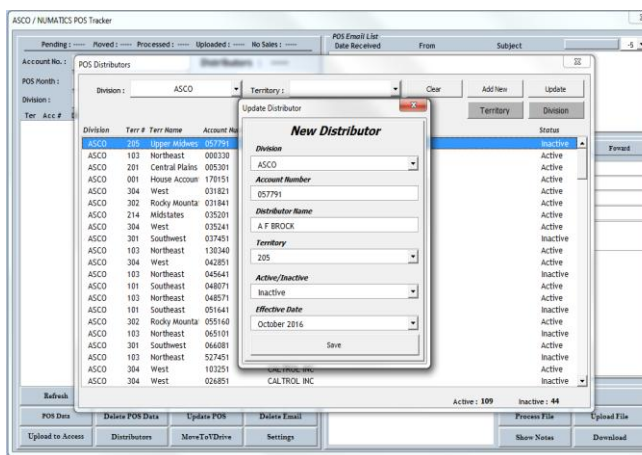 ASCO / NUMATICS POS Tracker
Pending : ---- Moved : ---- Processed : ---- Uploaded : ---- No Sales : ----
POS Email List
Date Received From Subject
-5
Account No. :
POS Month :
Division :
Ter Acc #
Foward
POS Distributors
Division : ASCO Territory : Clear Add New Update
Territory Division
Division Terr # Terr Name Account Nu Status
ASCO 205 Upper Midwes 057791 Inactive
ASCO 103 Northeast 000330 Active
ASCO 201 Central Plains 005301 Active
ASCO 001 House Accoun 170151 Active
ASCO 304 West 031821 Active
ASCO 302 Rocky Mounta 031841 Active
ASCO 214 Midstates 035201 Active
ASCO 304 West 035241 Active
ASCO 301 Southwest 037451 Inactive
ASCO 103 Northeast 130340 Active
ASCO 304 West 042851 Active
ASCO 103 Northeast 045641 Inactive
ASCO 101 Southeast 048071 Inactive
ASCO 103 Northeast 048571 Active
ASCO 101 Southeast 051641 Inactive
ASCO 302 Rocky Mounta 055160 Active
ASCO 103 Northeast 065101 Inactive
ASCO 301 Southwest 066081 Inactive
ASCO 103 Northeast 527451 Active
ASCO 304 West 103251 CALTROL INC Active
ASCO 304 West 026851 CALTROL INC Active
Active : 109 Inactive : 44
Update Distributor
New Distributor
Division
ASCO
Account Number
057791
Distributor Name
A F BROCK
Territory
205
Active/Inactive
Inactive
Effective Date
October 2016
Save
Refresh
POS Data Delete POS Data Update POS Delete Email Process File Upload File
Upload to Access Distributors MoveToVDrive Settings Show Notes Download